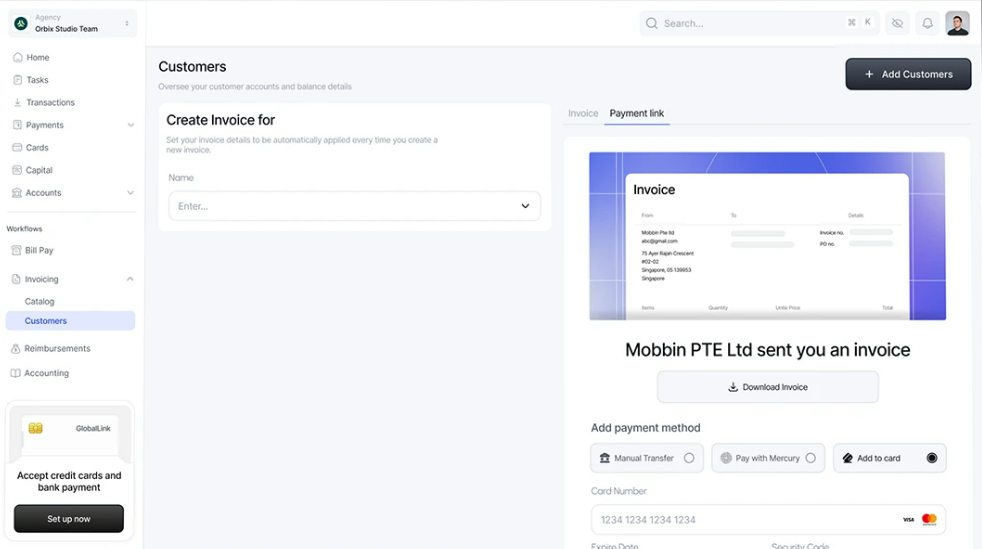 Agency
Orbix Studio Team
Search...
⌘ K
Home
Tasks
Transactions
Payments
Cards
Capital
Accounts
Workflows
Bill Pay
Invoicing
Catalog
Customers
Reimbursements
Accounting
GlobalLink
Accept credit cards and
bank payment
Set up now
Customers
Oversee your customer accounts and balance details
+ Add Customers
Create Invoice for
Set your invoice details to be automatically applied every time you create a
new invoice.
Name
Enter...
Invoice Payment link
Invoice
From To Details
Mobbin Pte ltd
abc@gmail.com
75 Ayer Rajah Crescent
#02-02
Singapore, 05 139953
Singapore
Invoice no.
PO no.
Items Quantity Unite Price Total
Mobbin PTE Ltd sent you an invoice
Download Invoice
Add payment method
Manual Transfer
Pay with Mercury
Add to card
Card Number
1234 1234 1234 1234
VISA
Expire Date Security Code